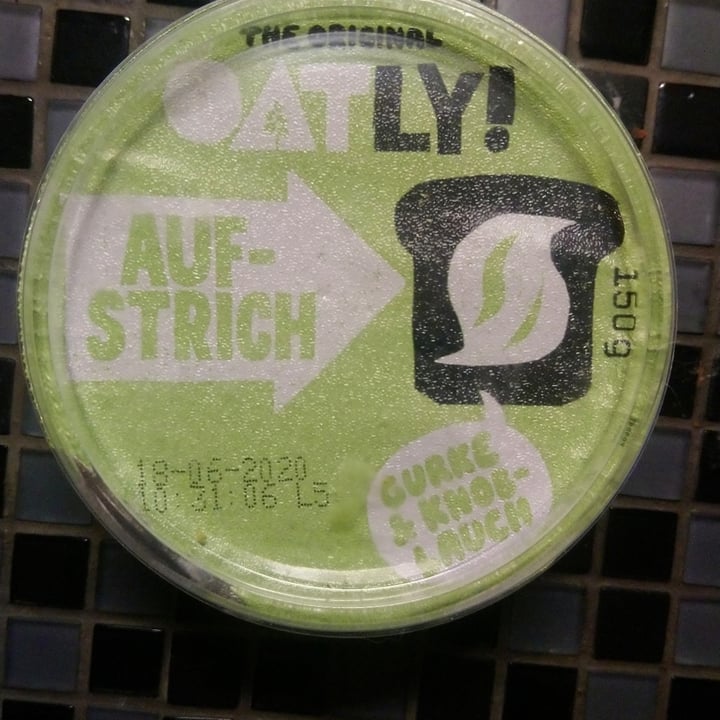 THE ORIGINAL
OATLY!
AUF-
STRICH
150g
18-06-2020
10:31:06 L5
GURKE
& KNOB-
LAUCH